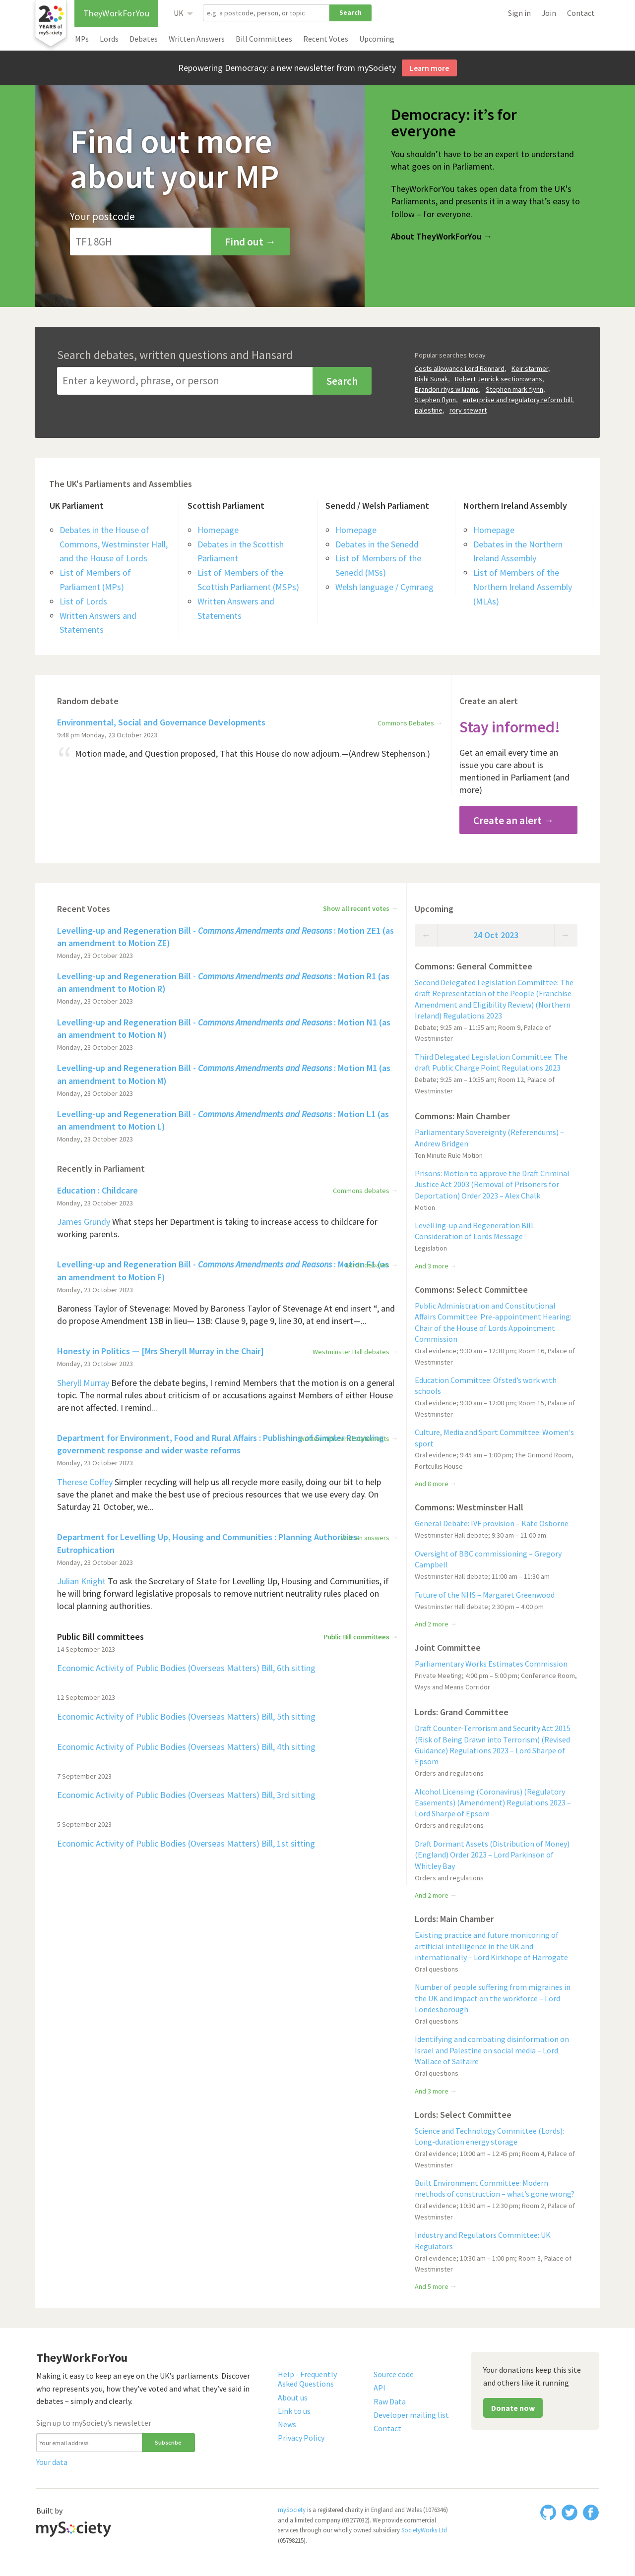 20
YEARS of
mySociety
TheyWorkForYou
UK
e.g. a postcode, person, or topic
Search
Sign in
Join
Contact
MPs
Lords
Debates
Written Answers
Bill Committees
Recent Votes
Upcoming
Repowering Democracy: a new newsletter from mySociety
Learn more
Find out more
about your MP
Your postcode
TF1 8GH
Find out →
Democracy: it’s for
everyone
You shouldn’t have to be an expert to understand
what goes on in Parliament.
TheyWorkForYou takes open data from the UK’s
Parliaments, and presents it in a way that’s easy to
follow – for everyone.
About TheyWorkForYou →
Search debates, written questions and Hansard
Enter a keyword, phrase, or person
Search
Popular searches today
Costs allowance Lord Rennard, Keir starmer,
Rishi Sunak, Robert Jenrick section:wrans,
Brandon rhys williams, Stephen mark flynn,
Stephen flynn, enterprise and regulatory reform bill,
palestine, rory stewart
The UK's Parliaments and Assemblies
UK Parliament
Debates in the House of
Commons, Westminster Hall,
and the House of Lords
List of Members of
Parliament (MPs)
List of Lords
Written Answers and
Statements
Scottish Parliament
Homepage
Debates in the Scottish
Parliament
List of Members of the
Scottish Parliament (MSPs)
Written Answers and
Statements
Senedd / Welsh Parliament
Homepage
Debates in the Senedd
List of Members of the
Senedd (MSs)
Welsh language / Cymraeg
Northern Ireland Assembly
Homepage
Debates in the Northern
Ireland Assembly
List of Members of the
Northern Ireland Assembly
(MLAs)
Random debate
Environmental, Social and Governance Developments
Commons Debates →
9:48 pm Monday, 23 October 2023
“ Motion made, and Question proposed, That this House do now adjourn.—(Andrew Stephenson.)
Create an alert
Stay informed!
Get an email every time an
issue you care about is
mentioned in Parliament (and
more)
Create an alert →
Recent Votes
Show all recent votes →
Levelling-up and Regeneration Bill - Commons Amendments and Reasons : Motion ZE1 (as
an amendment to Motion ZE)
Monday, 23 October 2023
Levelling-up and Regeneration Bill - Commons Amendments and Reasons : Motion R1 (as
an amendment to Motion R)
Monday, 23 October 2023
Levelling-up and Regeneration Bill - Commons Amendments and Reasons : Motion N1 (as
an amendment to Motion N)
Monday, 23 October 2023
Levelling-up and Regeneration Bill - Commons Amendments and Reasons : Motion M1 (as
an amendment to Motion M)
Monday, 23 October 2023
Levelling-up and Regeneration Bill - Commons Amendments and Reasons : Motion L1 (as
an amendment to Motion L)
Monday, 23 October 2023
Recently in Parliament
Education : Childcare
Commons debates →
Monday, 23 October 2023
James Grundy What steps her Department is taking to increase access to childcare for
working parents.
Levelling-up and Regeneration Bill - Commons Amendments and Reasons : Motion F1 (as
an amendment to Motion F)
Monday, 23 October 2023
Baroness Taylor of Stevenage: Moved by Baroness Taylor of Stevenage At end insert “, and
do propose Amendment 13B in lieu— 13B: Clause 9, page 9, line 30, at end insert—...
Honesty in Politics — [Mrs Sheryll Murray in the Chair]
Westminster Hall debates →
Monday, 23 October 2023
Sheryll Murray Before the debate begins, I remind Members that the motion is on a general
topic. The normal rules about criticism of or accusations against Members of either House
are not affected. I remind...
Department for Environment, Food and Rural Affairs : Publishing of Simpler Recycling
government response and wider waste reforms
Monday, 23 October 2023
Therese Coffey Simpler recycling will help us all recycle more easily, doing our bit to help
save the planet and make the best use of precious resources that we use every day. On
Saturday 21 October, we...
Department for Levelling Up, Housing and Communities : Planning Authorities:
Eutrophication
Written answers →
Monday, 23 October 2023
Julian Knight To ask the Secretary of State for Levelling Up, Housing and Communities, if
he will bring forward legislative proposals to remove nutrient neutrality rules placed on
local planning authorities.
Public Bill committees
Public Bill committees →
14 September 2023
Economic Activity of Public Bodies (Overseas Matters) Bill, 6th sitting
12 September 2023
Economic Activity of Public Bodies (Overseas Matters) Bill, 5th sitting
Economic Activity of Public Bodies (Overseas Matters) Bill, 4th sitting
7 September 2023
Economic Activity of Public Bodies (Overseas Matters) Bill, 3rd sitting
5 September 2023
Economic Activity of Public Bodies (Overseas Matters) Bill, 1st sitting
Upcoming
← 24 Oct 2023 →
Commons: General Committee
Second Delegated Legislation Committee: The
draft Representation of the People (Franchise
Amendment and Eligibility Review) (Northern
Ireland) Regulations 2023
Debate; 9:25 am – 11:55 am; Room 9, Palace of
Westminster
Third Delegated Legislation Committee: The
draft Public Charge Point Regulations 2023
Debate; 9:25 am – 10:55 am; Room 12, Palace of
Westminster
Commons: Main Chamber
Parliamentary Sovereignty (Referendums) –
Andrew Bridgen
Ten Minute Rule Motion
Prisons: Motion to approve the Draft Criminal
Justice Act 2003 (Removal of Prisoners for
Deportation) Order 2023 – Alex Chalk
Motion
Levelling-up and Regeneration Bill:
Consideration of Lords Message
Legislation
And 3 more →
Commons: Select Committee
Public Administration and Constitutional
Affairs Committee: Pre-appointment Hearing:
Chair of the House of Lords Appointment
Commission
Oral evidence; 9:30 am – 12:30 pm; Room 16, Palace of
Westminster
Education Committee: Ofsted’s work with
schools
Oral evidence; 9:30 am – 12:00 pm; Room 15, Palace of
Westminster
Culture, Media and Sport Committee: Women's
sport
Oral evidence; 9:45 am – 1:00 pm; The Grimond Room,
Portcullis House
And 8 more →
Commons: Westminster Hall
General Debate: IVF provision – Kate Osborne
Westminster Hall debate; 9:30 am – 11:00 am
Oversight of BBC commissioning – Gregory
Campbell
Westminster Hall debate; 11:00 am – 11:30 am
Future of the NHS – Margaret Greenwood
Westminster Hall debate; 2:30 pm – 4:00 pm
And 2 more →
Joint Committee
Parliamentary Works Estimates Commission
Private Meeting; 4:00 pm – 5:00 pm; Conference Room,
Ways and Means Corridor
Lords: Grand Committee
Draft Counter-Terrorism and Security Act 2015
(Risk of Being Drawn into Terrorism) (Revised
Guidance) Regulations 2023 – Lord Sharpe of
Epsom
Orders and regulations
Alcohol Licensing (Coronavirus) (Regulatory
Easements) (Amendment) Regulations 2023 –
Lord Sharpe of Epsom
Orders and regulations
Draft Dormant Assets (Distribution of Money)
(England) Order 2023 – Lord Parkinson of
Whitley Bay
Orders and regulations
And 2 more →
Lords: Main Chamber
Existing practice and future monitoring of
artificial intelligence in the UK and
internationally – Lord Kirkhope of Harrogate
Oral questions
Number of people suffering from migraines in
the UK and impact on the workforce – Lord
Londesborough
Oral questions
Identifying and combating disinformation on
Israel and Palestine on social media – Lord
Wallace of Saltaire
Oral questions
And 3 more →
Lords: Select Committee
Science and Technology Committee (Lords):
Long-duration energy storage
Oral evidence; 10:00 am – 12:45 pm; Room 4, Palace of
Westminster
Built Environment Committee: Modern
methods of construction – what’s gone wrong?
Oral evidence; 10:30 am – 12:30 pm; Room 2, Palace of
Westminster
Industry and Regulators Committee: UK
Regulators
Oral evidence; 10:30 am – 1:00 pm; Room 3, Palace of
Westminster
And 5 more →
TheyWorkForYou
Making it easy to keep an eye on the UK’s parliaments. Discover
who represents you, how they’ve voted and what they’ve said in
debates – simply and clearly.
Sign up to mySociety’s newsletter
Your email address
Subscribe
Your data
Help - Frequently
Asked Questions
About us
Link to us
News
Privacy Policy
Source code
API
Raw Data
Developer mailing list
Contact
Your donations keep this site
and others like it running
Donate now
Built by
mySociety
mySociety is a registered charity in England and Wales (1076346)
and a limited company (03277032). We provide commercial
services through our wholly owned subsidiary SocietyWorks Ltd
(05798215).